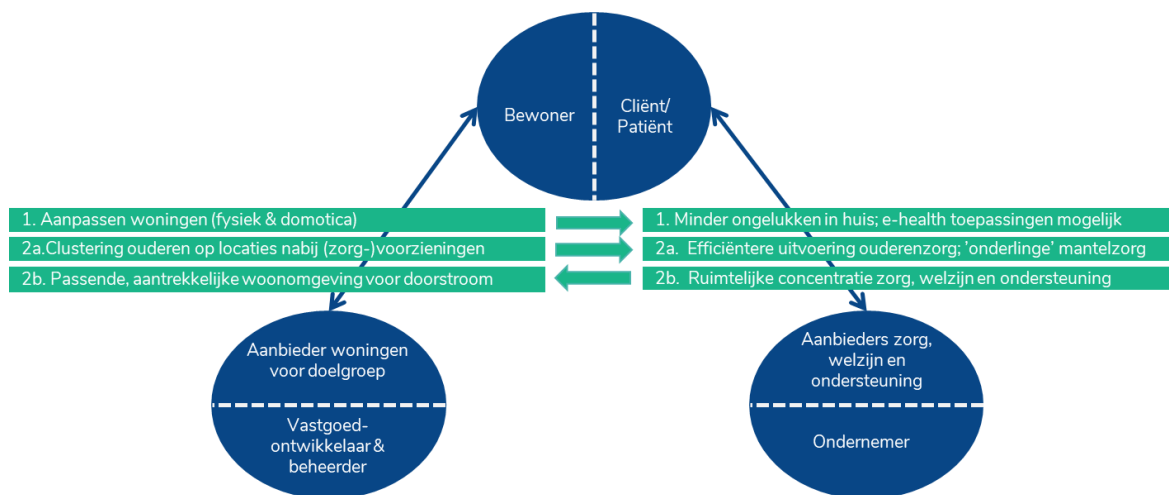 Bewoner
Cliënt/
Patiënt
1. Aanpassen woningen (fysiek & domotica)
1. Minder ongelukken in huis; e-health toepassingen mogelijk
2a.Clustering ouderen op locaties nabij (zorg-)voorzieningen
2a. Efficiëntere uitvoering ouderenzorg; 'onderlinge' mantelzorg
2b. Passende, aantrekkelijke woonomgeving voor doorstroom
2b. Ruimtelijke concentratie zorg, welzijn en ondersteuning
Aanbieder woningen
voor doelgroep
Vastgoed-
ontwikkelaar &
beheerder
Aanbieders zorg,
welzijn en
ondersteuning
Ondernemer